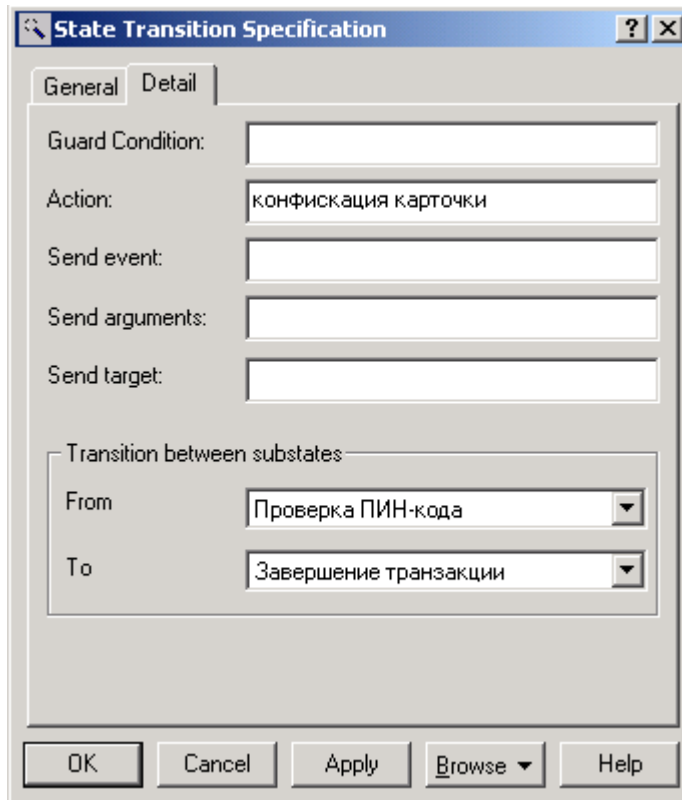 State Transition Specification
General Detail
Guard Condition:
Action: конфискация карточки
Send event:
Send arguments:
Send target:
Transition between substates
From Проверка ПИН-кода
To Завершение транзакции
OK Cancel Apply Browse Help